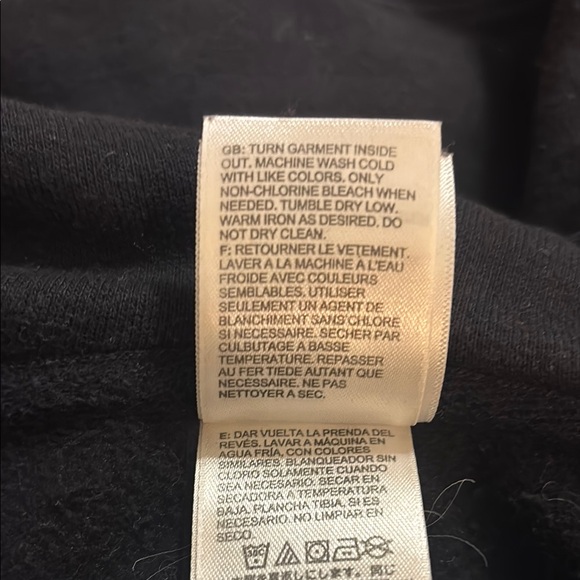 GB: TURN GARMENT INSIDE
OUT. MACHINE WASH COLD
WITH LIKE COLORS. ONLY
NON-CHLORINE BLEACH WHEN
NEEDED. TUMBLE DRY LOW.
WARM IRON AS DESIRED. DO
NOT DRY CLEAN.
F: RETOURNER LE VETEMENT.
LAVER A LA MACHINE A L'EAU
FROIDE AVEC COULEURS
SEMBLABLES. UTILISER
SEULEMENT UN AGENT DE
BLANCHIMENT SANS CHLORE
SI NECESSAIRE. SECHER PAR
CULBUTAGE A BASSE
TEMPERATURE. REPASSER
AU FER TIEDE AUTANT QUE
NECESSAIRE. NE PAS
NETTOYER A SEC.
E: DAR VUELTA LA PRENDA DEL
REVÉS. LAVAR A MÁQUINA EN
AGUA FRÍA, CON COLORES
SIMILARES. BLANQUEADOR SIN
CLORO SOLAMENTE CUANDO
SEA NECESARIO. SECAR EN
SECADORA A TEMPERATURA
BAJA. PLANCHA TIBIA, SI ES
NECESARIO. NO LIMPIAR EN
SECO.